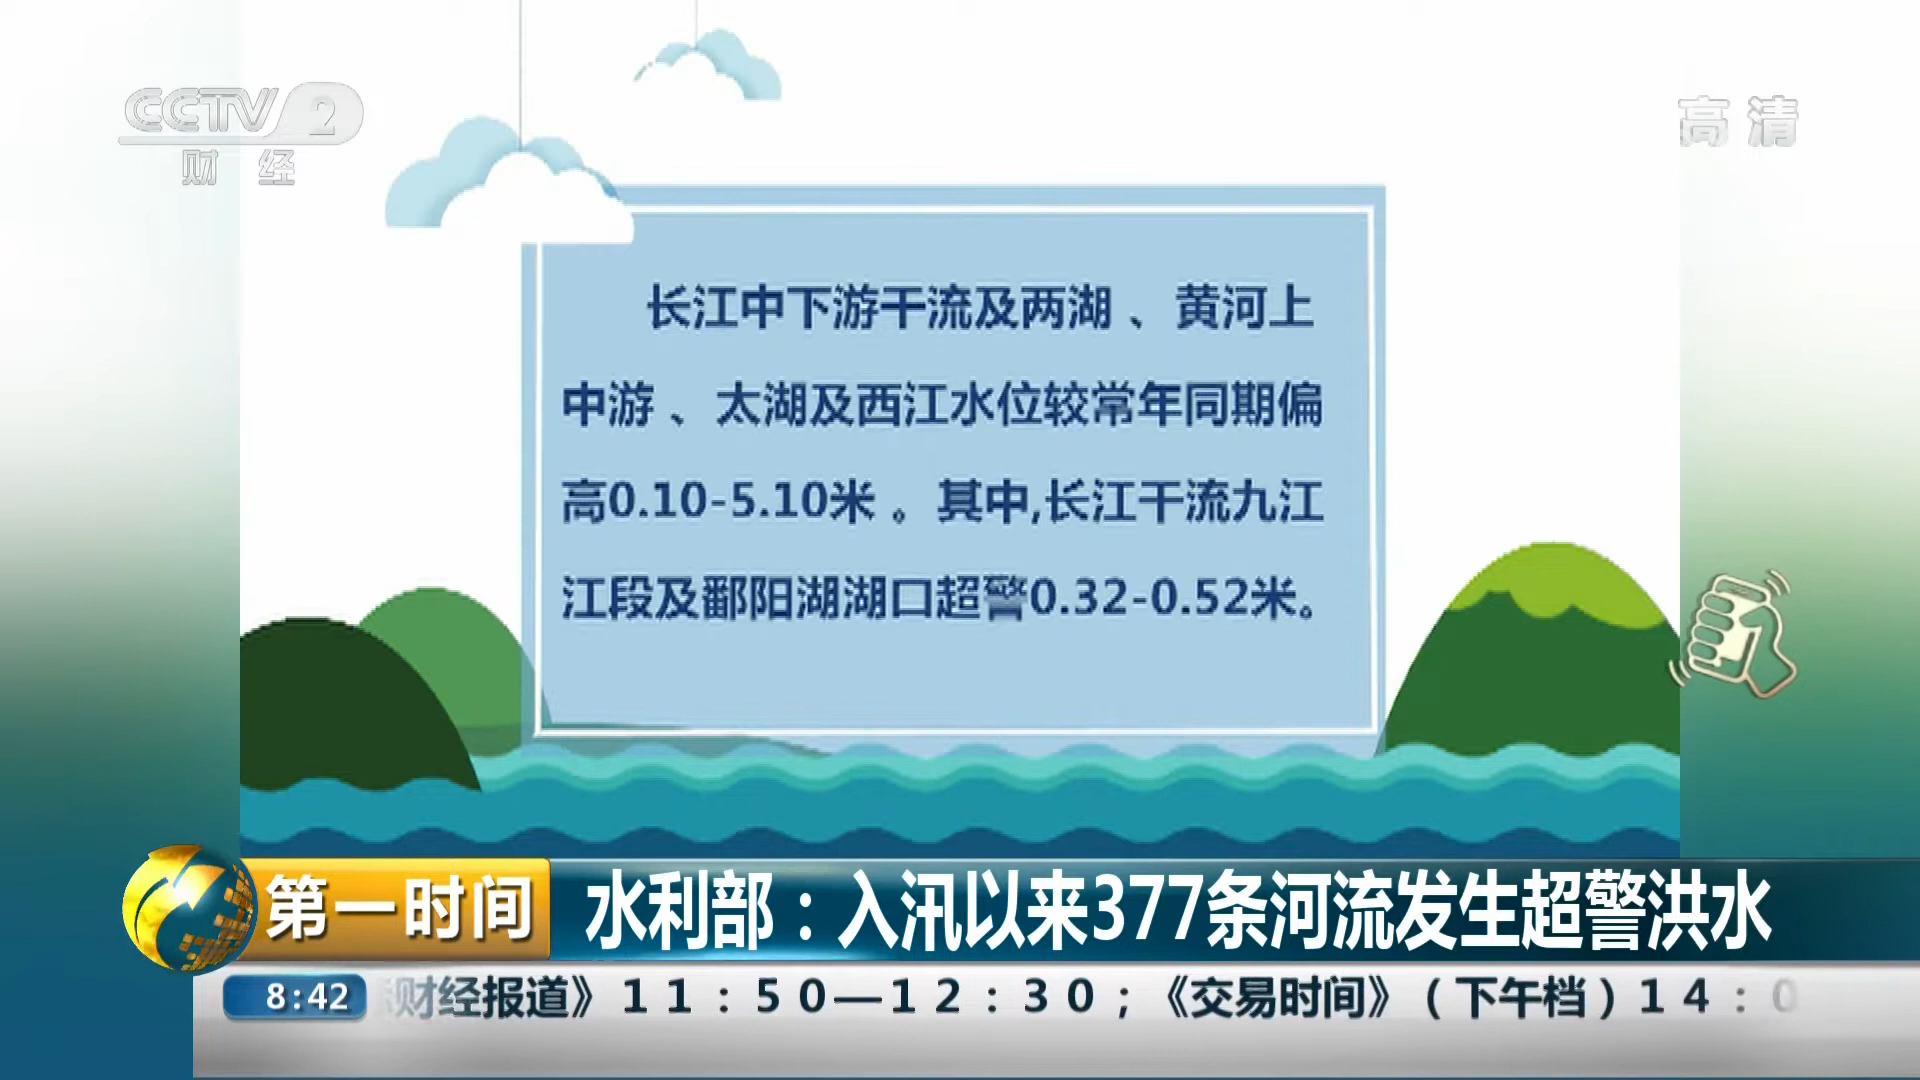 CCTV 2
财 经
高 清
长江中下游干流及两湖 、黄河上
中游 、太湖及西江水位较常年同期偏
高0.10-5.10米 。其中,长江干流九江
江段及鄱阳湖湖口超警0.32-0.52米。
第一时间
水利部：入汛以来377条河流发生超警洪水
8:42
财经报道》11：50—12：30；《交易时间》（下午档）14：0